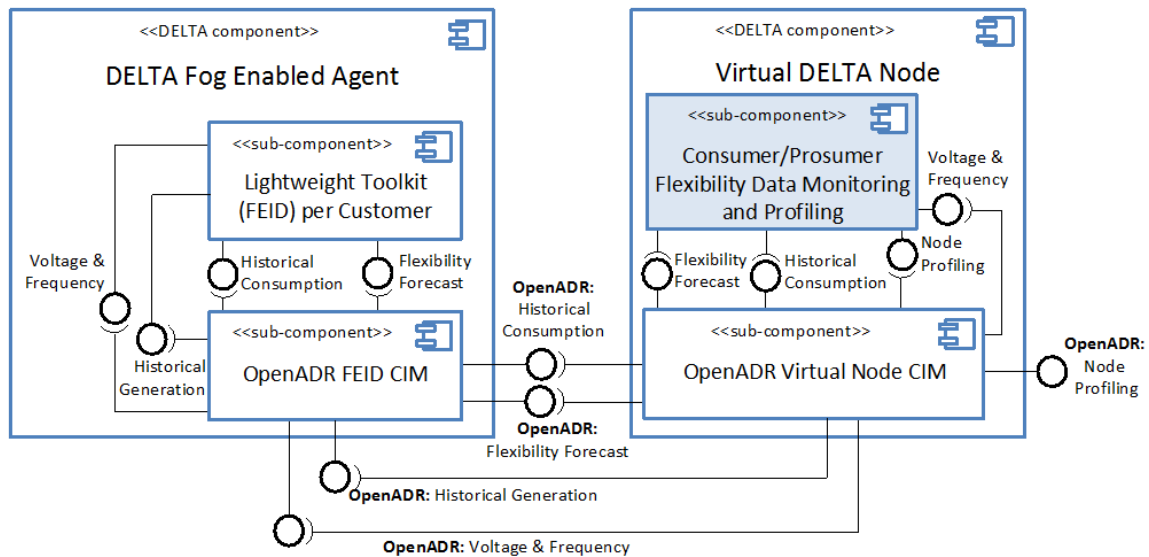 <<DELTA component>>
DELTA Fog Enabled Agent
<<sub-component>>
Lightweight Toolkit
(FEID) per Customer
Voltage &
Frequency
Historical
Consumption
Flexibility
Forecast
Historical
Generation
<<sub-component>>
OpenADR FEID CIM
OpenADR:
Historical
Consumption
OpenADR:
Flexibility Forecast
OpenADR: Historical Generation
OpenADR: Voltage & Frequency
<<DELTA component>>
Virtual DELTA Node
<<sub-component>>
Consumer/Prosumer
Flexibility Data Monitoring
and Profiling
Voltage &
Frequency
Flexibility
Forecast
Historical
Consumption
Node
Profiling
<<sub-component>>
OpenADR Virtual Node CIM
OpenADR:
Node
Profiling